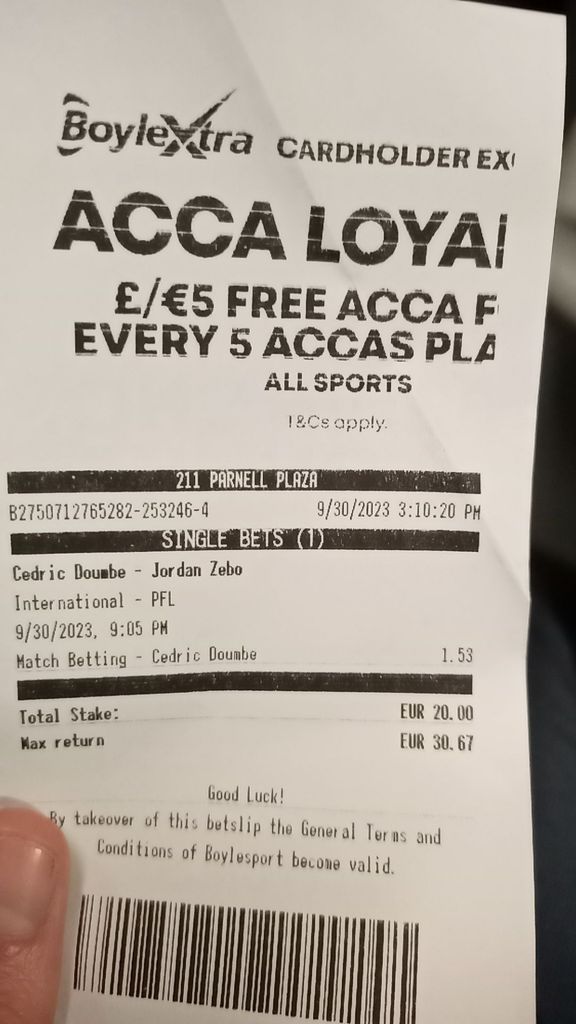 BoyleXtra CARDHOLDER EX
ACCA LOYA
£/€5 FREE ACCA F
EVERY 5 ACCAS PLA
ALL SPORTS
T&Cs apply.
211 PARNELL PLAZA
B2750712765282-253246-4 9/30/2023 3:10:20 PM
SINGLE BETS (1)
Cedric Doumbe - Jordan Zebo
International - PFL
9/30/2023, 9:05 PM
Match Betting - Cedric Doumbe 1.53
Total Stake: EUR 20.00
Max return EUR 30.67
Good Luck!
By takeover of this betslip the General Terms and
Conditions of Boylesport become valid.